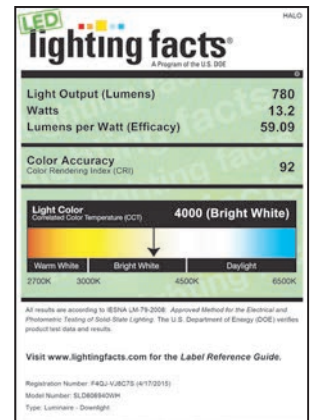 HALO
LED
lighting facts®
A Program of the U.S. DOE
Light Output (Lumens) 780
Watts 13.2
Lumens per Watt (Efficacy) 59.09
Color Accuracy
Color Rendering Index (CRI) 92
Light Color
Correlated Color Temperature (CCT) 4000 (Bright White)
Warm White Bright White Daylight
2700K 3000K 4500K 6500K
All results are according to IESNA LM-79-2008: Approved Method for the Electrical and
Photometric Testing of Solid-State Lighting. The U.S. Department of Energy (DOE) verifies
product test data and results.
Visit www.lightingfacts.com for the Label Reference Guide.
Registration Number: F4QJ-VJ8C7S (4/17/2015)
Model Number: SLD606940WH
Type: Luminaire - Downlight